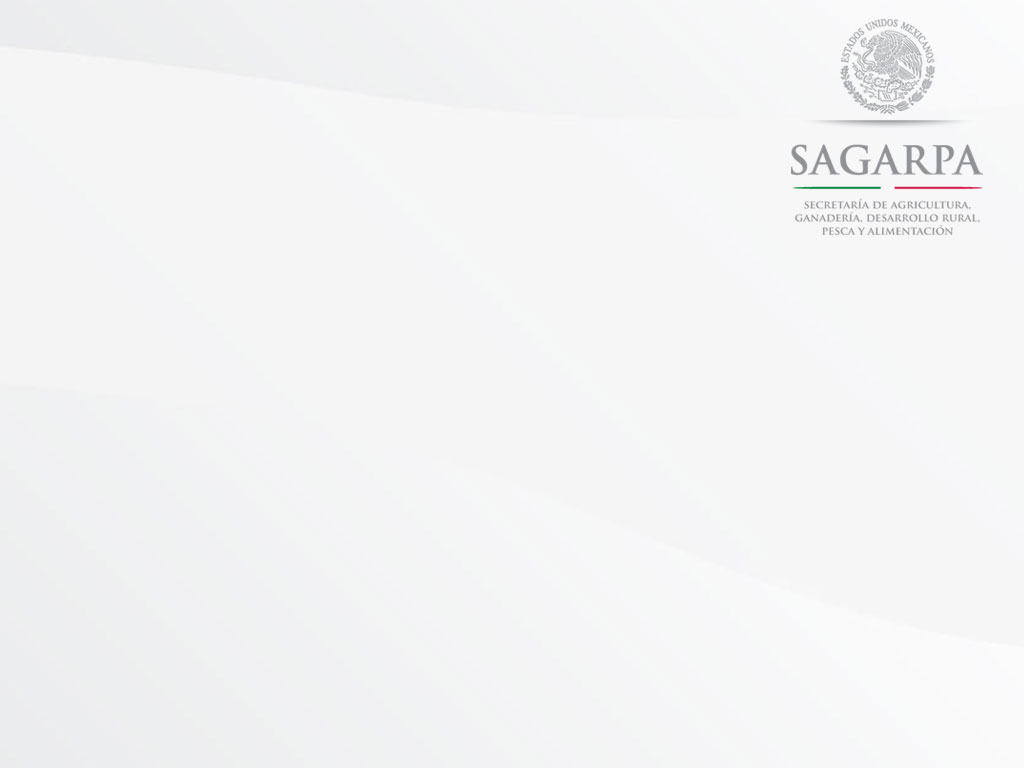 ESTADOS UNIDOS MEXICANOS
SAGARPA
SECRETARÍA DE AGRICULTURA,
GANADERÍA, DESARROLLO RURAL,
PESCA Y ALIMENTACIÓN